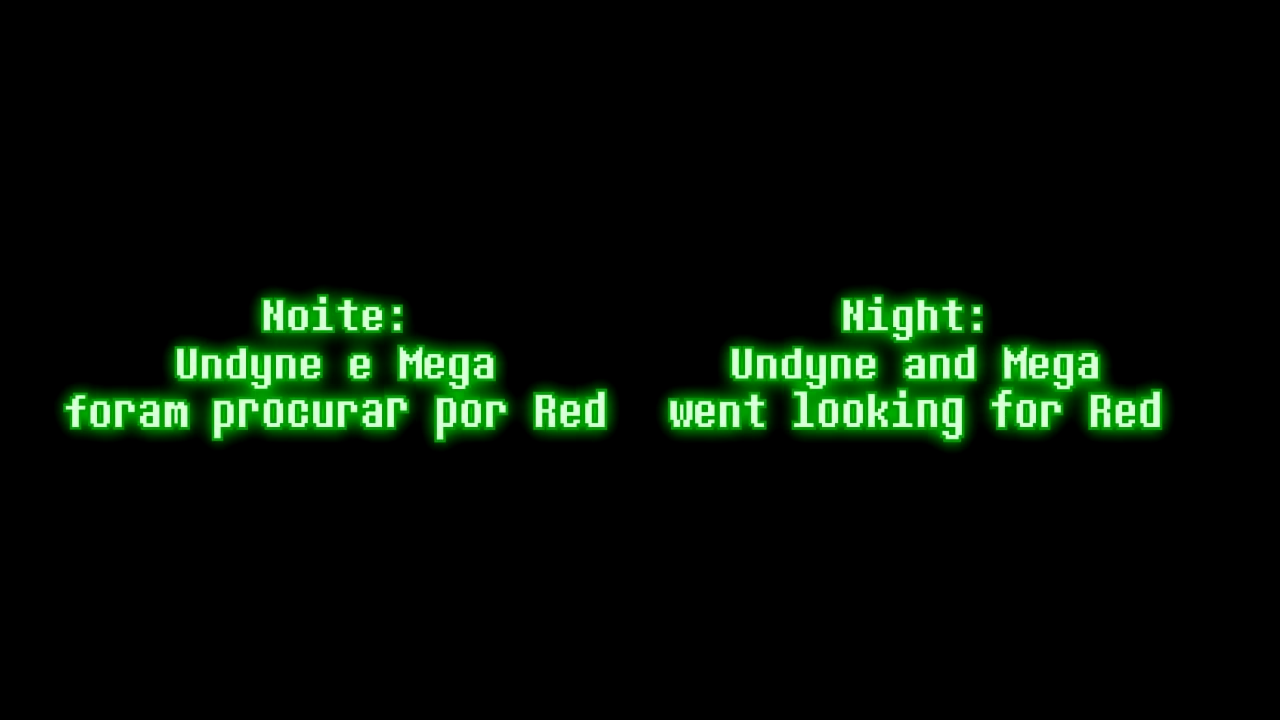 Noite:
Undyne e Mega
foram procurar por Red
Night:
Undyne and Mega
went looking for Red